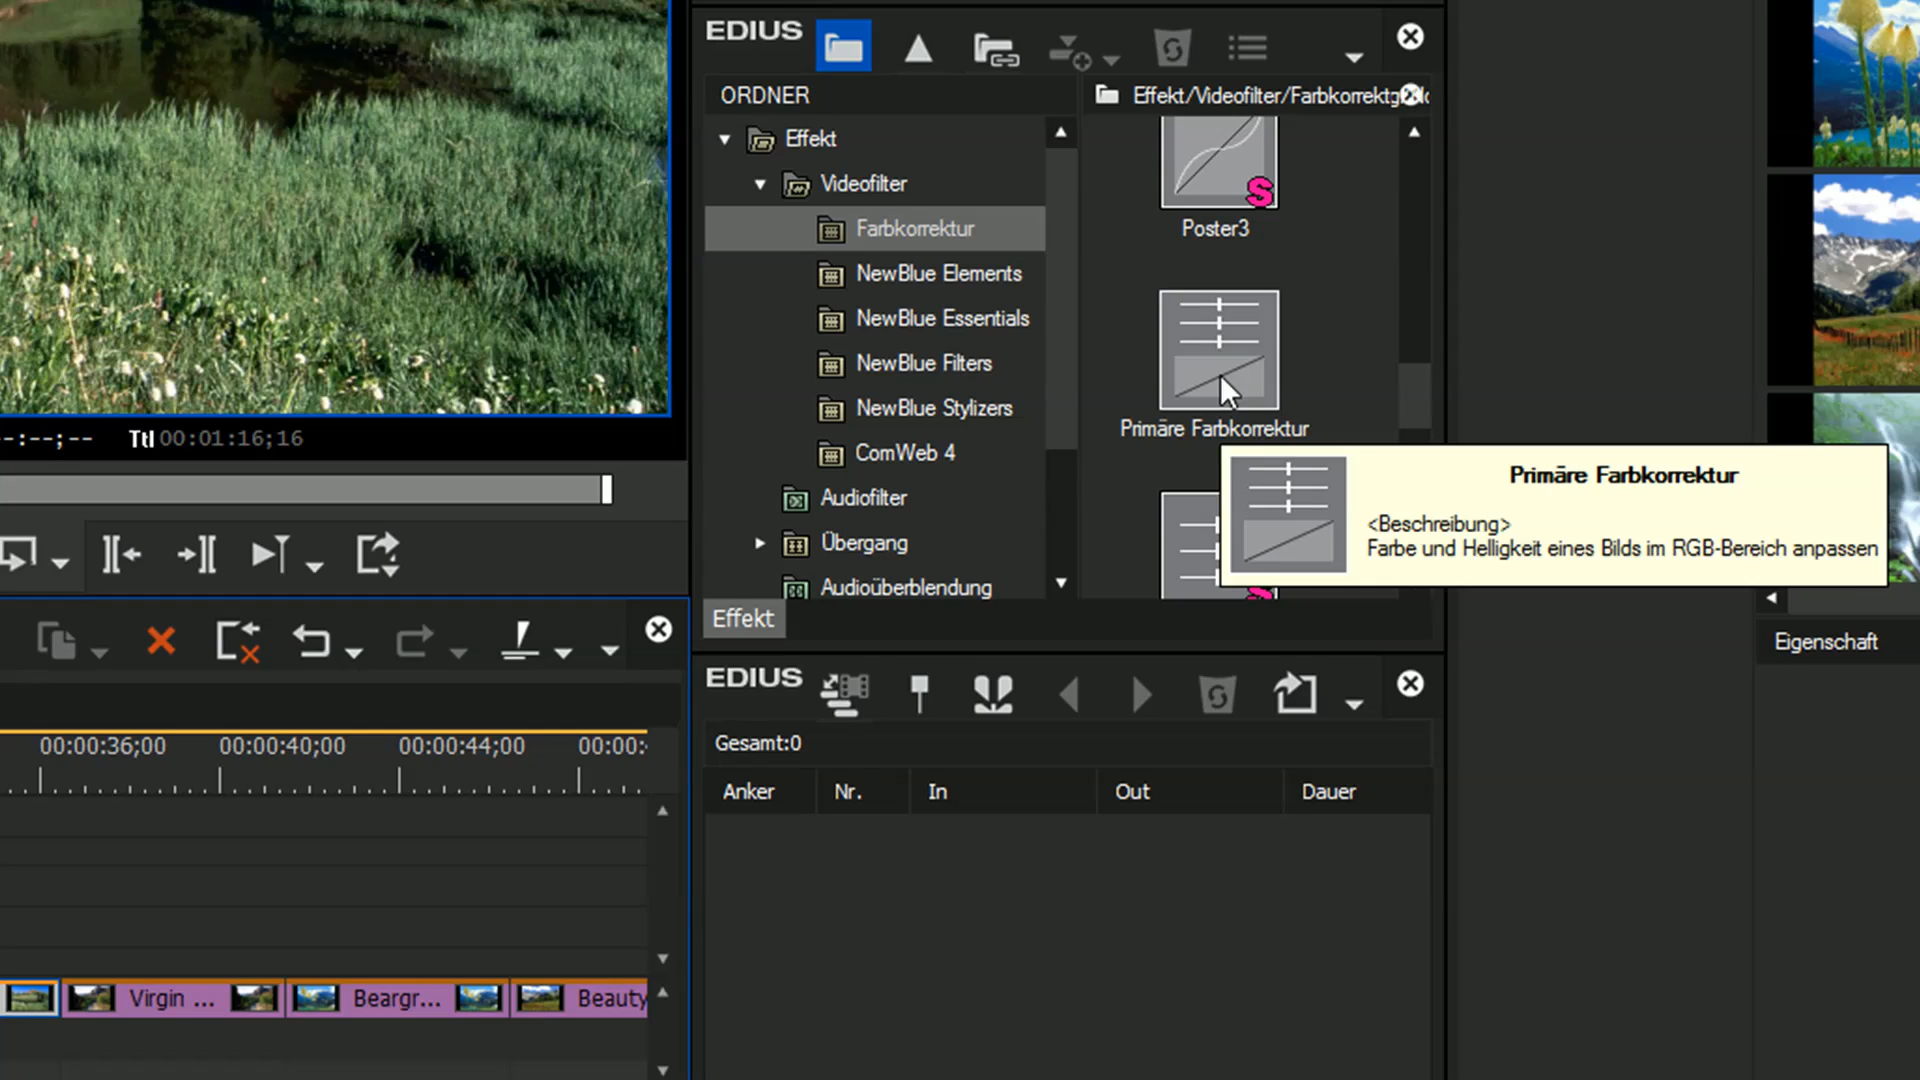 EDIUS
ORDNER
Effekt/Videofilter/Farbkorrektg
Effekt
Videofilter
Farbkorrektur
NewBlue Elements
NewBlue Essentials
NewBlue Filters
NewBlue Stylizers
ComWeb 4
Audiofilter
Übergang
Audioüberblendung
Effekt
S
Poster3
Primäre Farbkorrektur
Primäre Farbkorrektur
<Beschreibung>
Farbe und Helligkeit eines Bilds im RGB-Bereich anpassen
--:--;-- Ttl 00:01:16;16
Eigenschaft
EDIUS
Gesamt:0
Anker Nr. In Out Dauer
00:00:36;00 00:00:40;00 00:00:44;00 00:00:
Virgin ... Beargr... Beauty